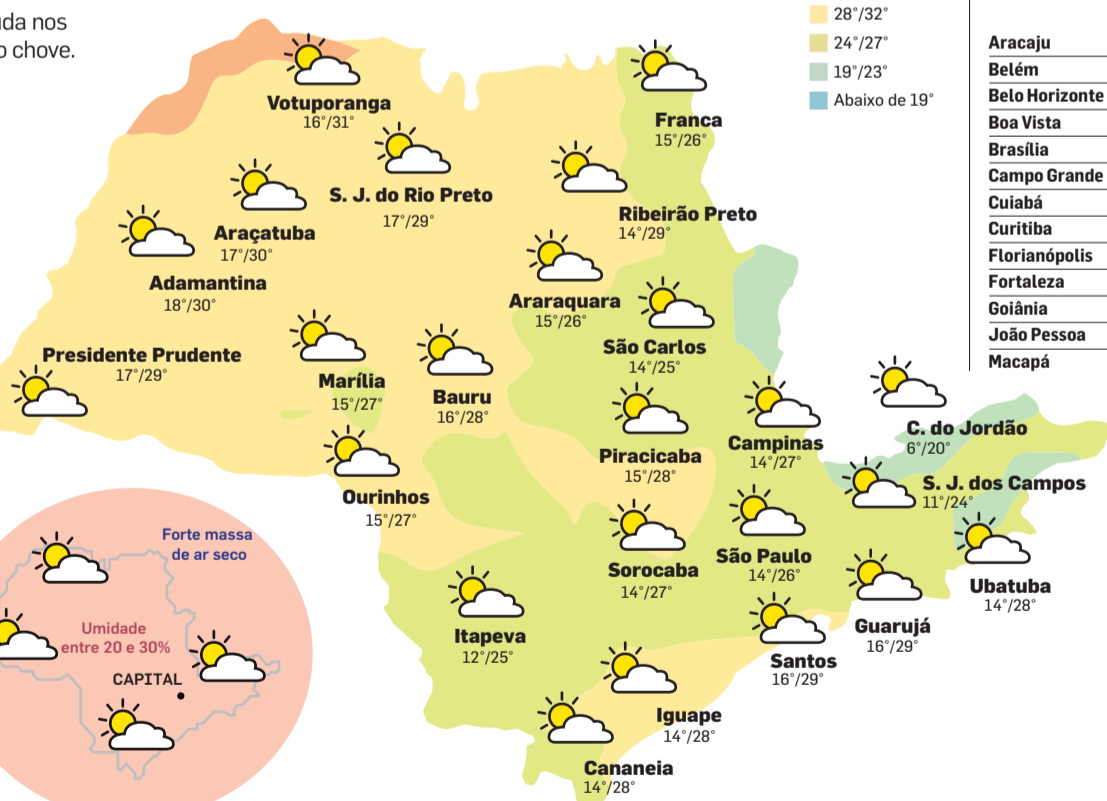 nos
chove.
28°/32°
24°/27°
19°/23°
Abaixo de 19°
Aracaju
Belém
Belo Horizonte
Boa Vista
Brasília
Campo Grande
Cuiabá
Curitiba
Florianópolis
Fortaleza
Goiânia
João Pessoa
Macapá
Votuporanga
16°/31°
Franca
15°/26°
S. J. do Rio Preto
17°/29°
Ribeirão Preto
14°/29°
Araçatuba
17°/30°
Adamantina
18°/30°
Araraquara
15°/26°
São Carlos
14°/25°
Presidente Prudente
17°/29°
Marília
15°/27°
Bauru
16°/28°
C. do Jordão
6°/20°
Campinas
14°/27°
Piracicaba
15°/28°
S. J. dos Campos
11°/24°
Ourinhos
15°/27°
São Paulo
14°/26°
Sorocaba
14°/27°
Ubatuba
14°/28°
Itapeva
12°/25°
Guarujá
16°/29°
Santos
16°/29°
Iguape
14°/28°
Cananeia
14°/28°
Forte massa
de ar seco
Umidade
entre 20 e 30%
CAPITAL